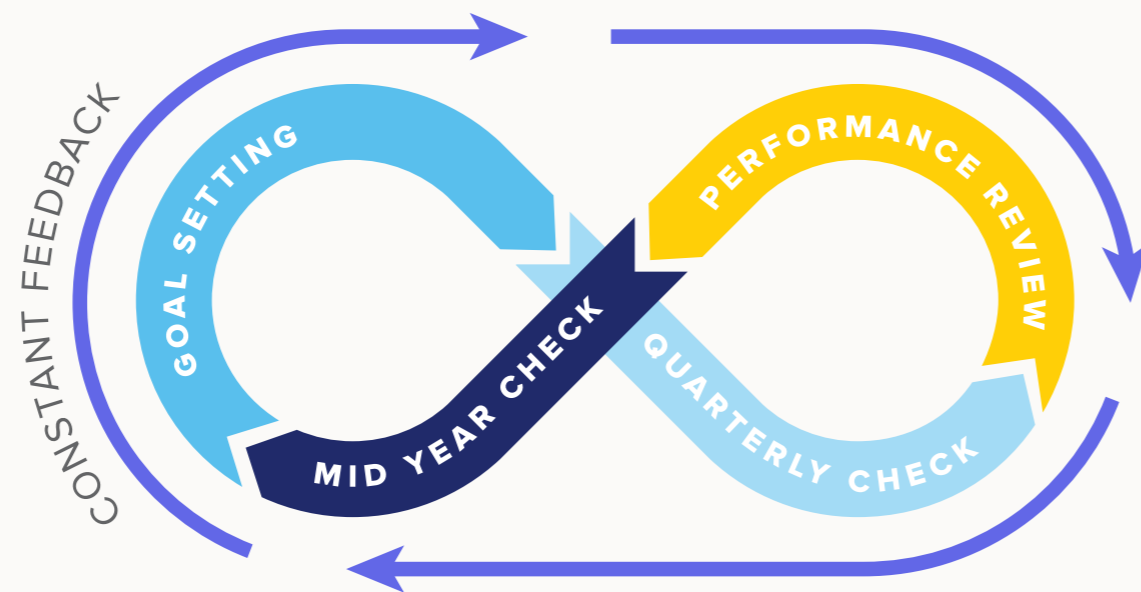 CONSTANT FEEDBACK
GOAL SETTING
PERFORMANCE REVIEW
MID YEAR CHECK
QUARTERLY CHECK